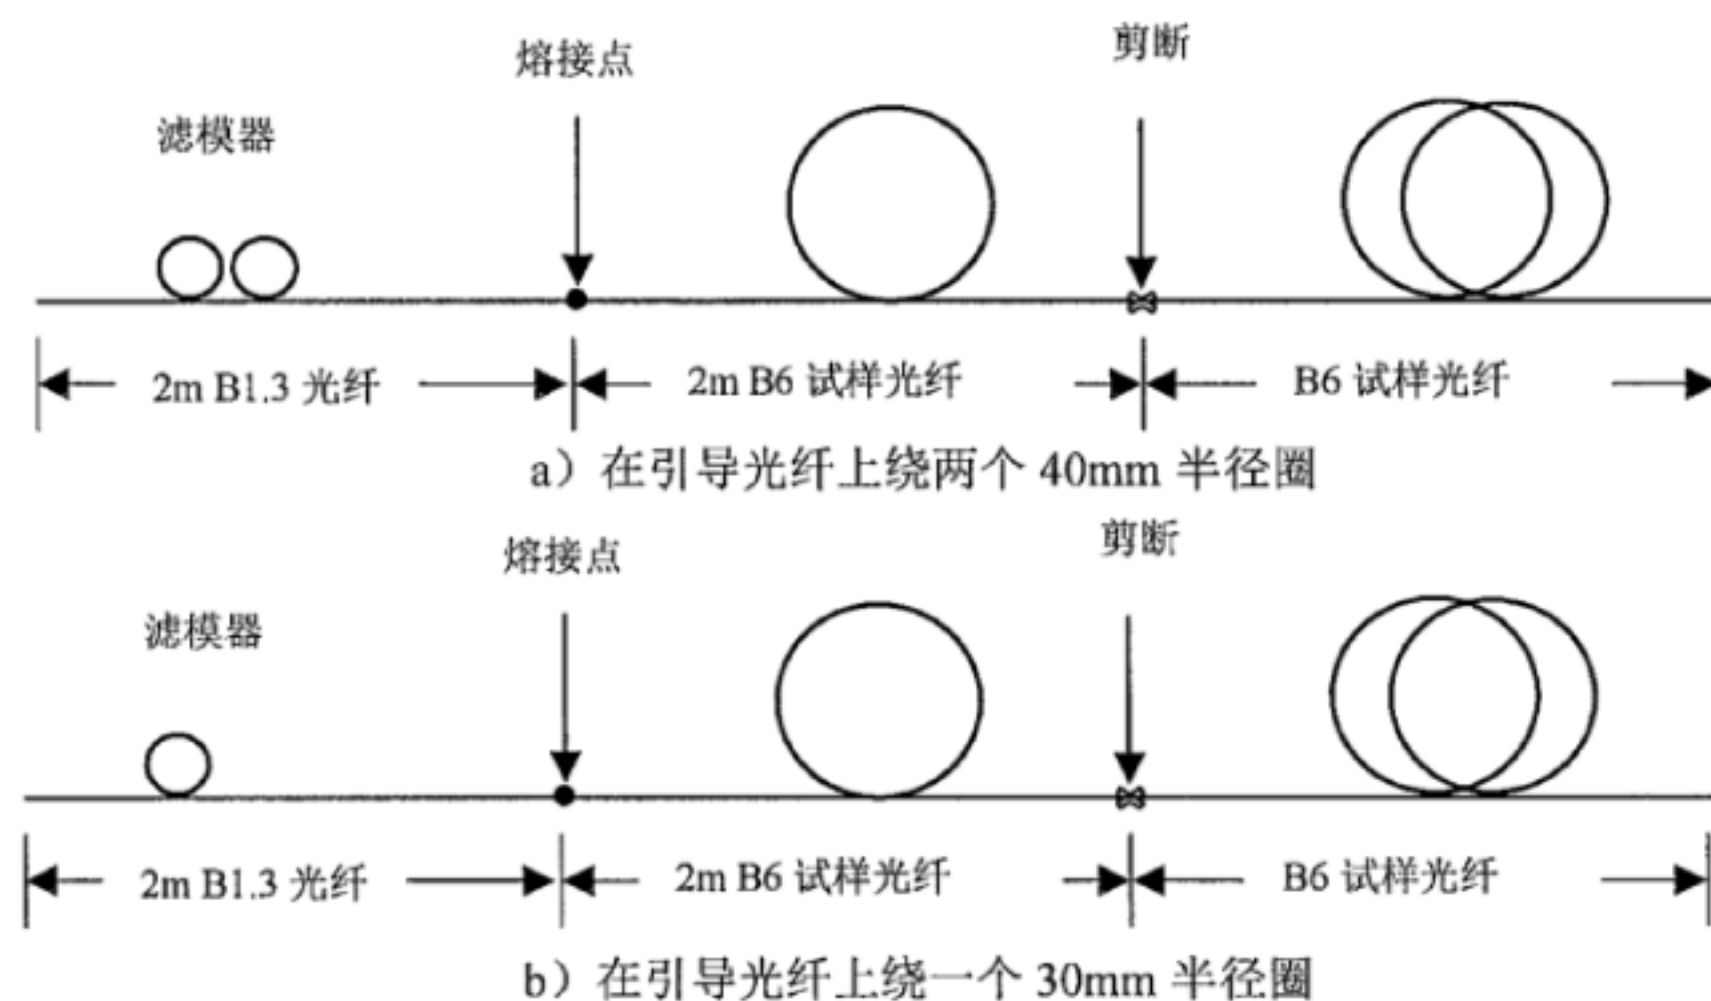 熔接点
剪断
滤模器
2m B1.3 光纤
2m B6 试样光纤
B6 试样光纤
a）在引导光纤上绕两个 40mm 半径圈
剪断
熔接点
滤模器
2m B1.3 光纤
2m B6 试样光纤
B6 试样光纤
b）在引导光纤上绕一个 30mm 半径圈